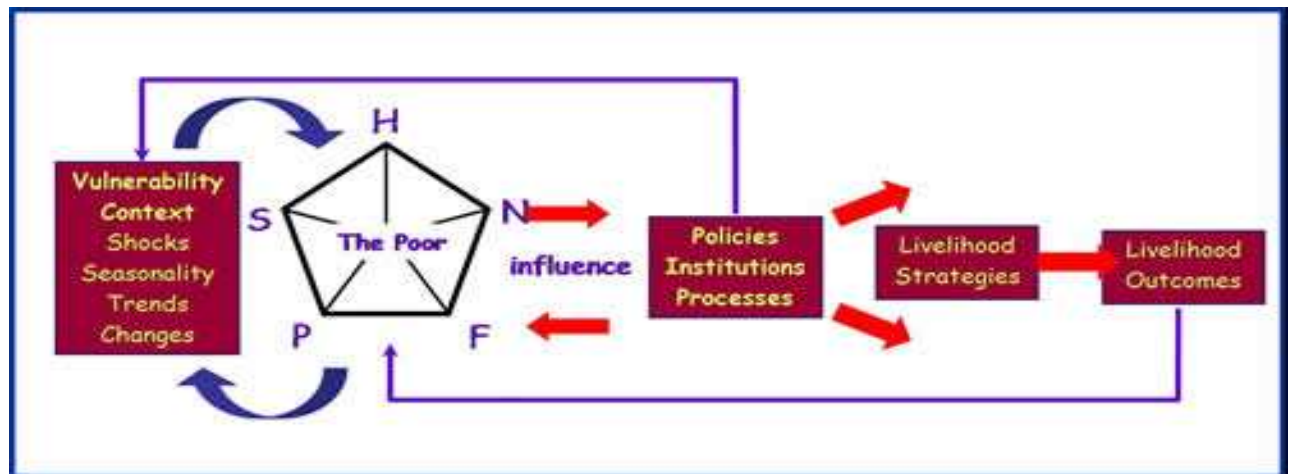 Vulnerability
Context
Shocks
Seasonality
Trends
Changes
H
S
N
P
F
The Poor
influence
Policies
Institutions
Processes
Livelihood
Strategies
Livelihood
Outcomes